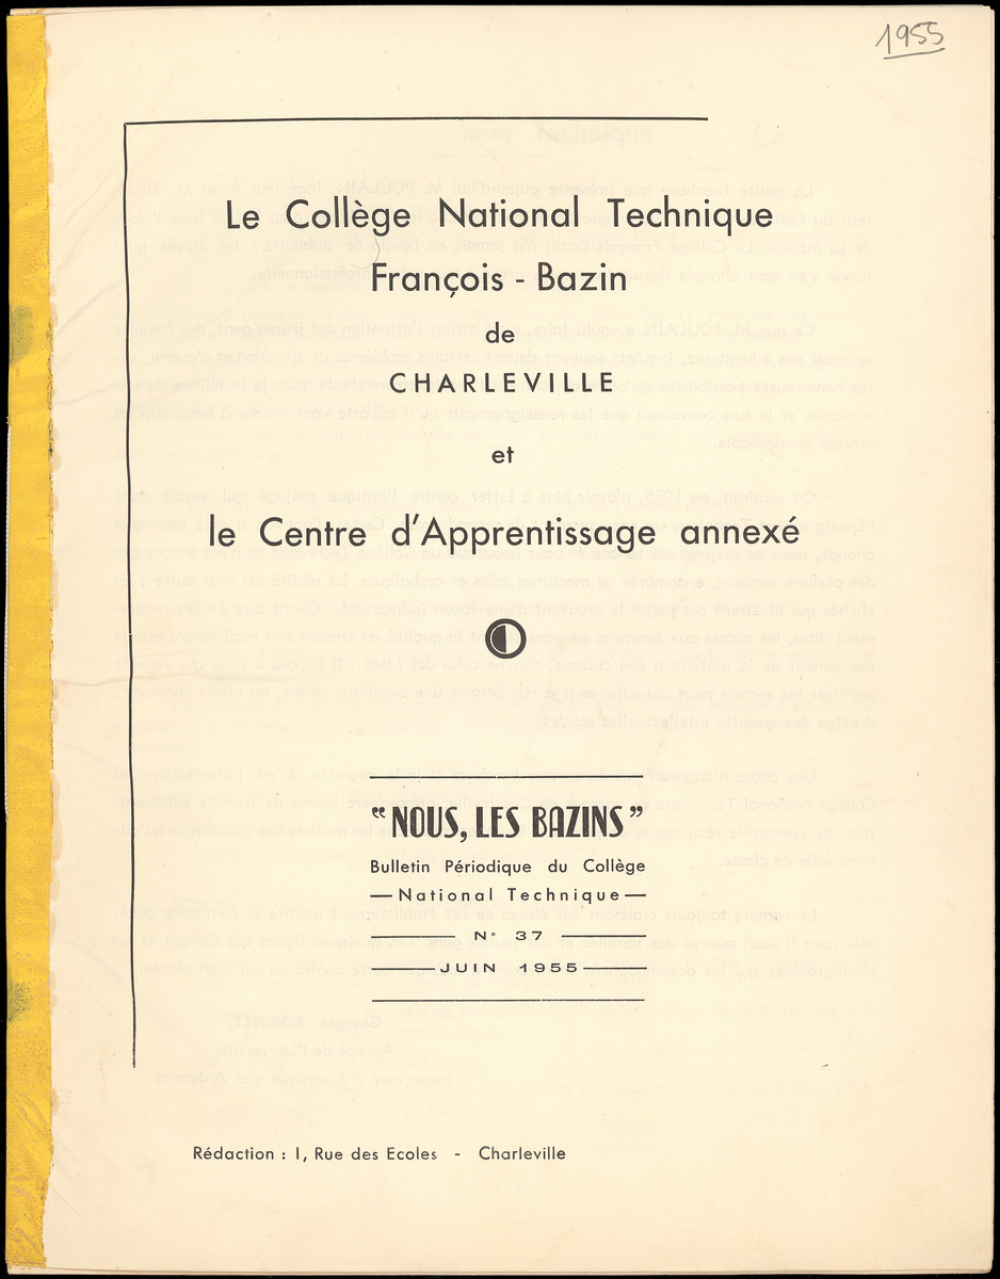 1955
Le Collège National Technique
François - Bazin
de
CHARLEVILLE
et
le Centre d'Apprentissage annexé
“ NOUS, LES BAZINS ”
Bulletin Périodique du Collège
— National Technique —
N° 37
JUIN 1955
Rédaction : 1, Rue des Ecoles - Charleville